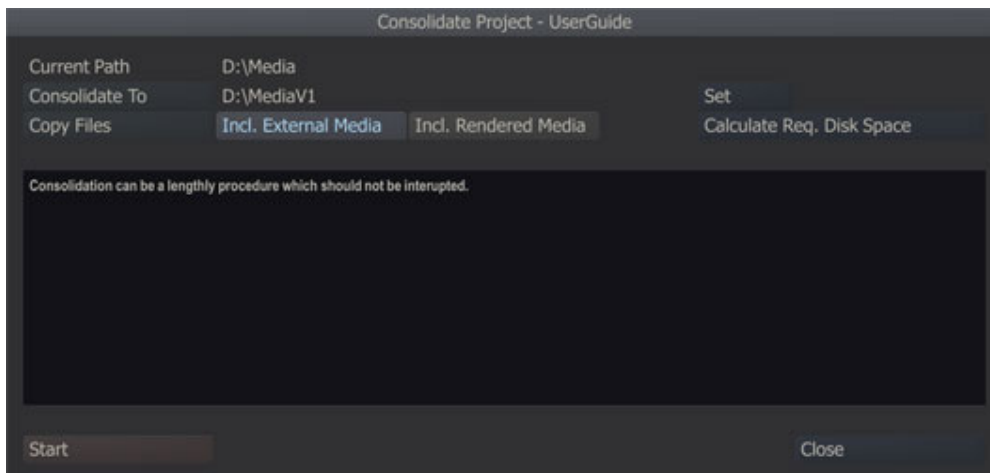 Consolidate Project - UserGuide
Current Path D:\Media
Consolidate To D:\MediaV1 Set
Copy Files Incl. External Media Incl. Rendered Media Calculate Req. Disk Space
Consolidation can be a lengthly procedure which should not be interupted.
Start Close